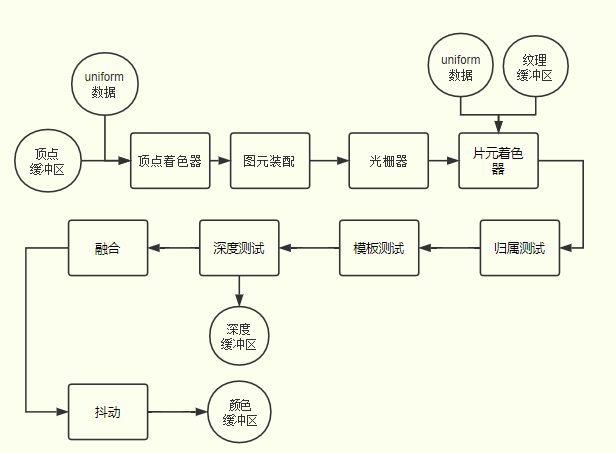 uniform
数据
uniform
数据
纹理
缓冲区
顶点
缓冲区
顶点着色器
图元装配
光栅器
片元着色
器
融合
深度测试
模板测试
归属测试
深度
缓冲区
抖动
颜色
缓冲区